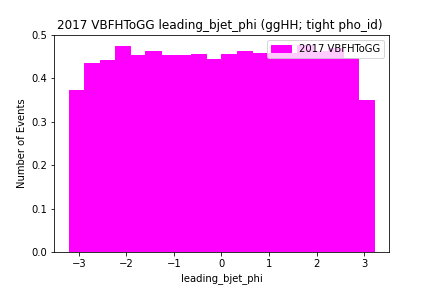 2017 VBFHToGG leading_bjet_phi (ggHH; tight pho_id)
2017 VBFHToGG
0.5
0.4
0.3
0.2
0.1
0.0
Number of Events
−3 −2 −1 0 1 2 3
leading_bjet_phi